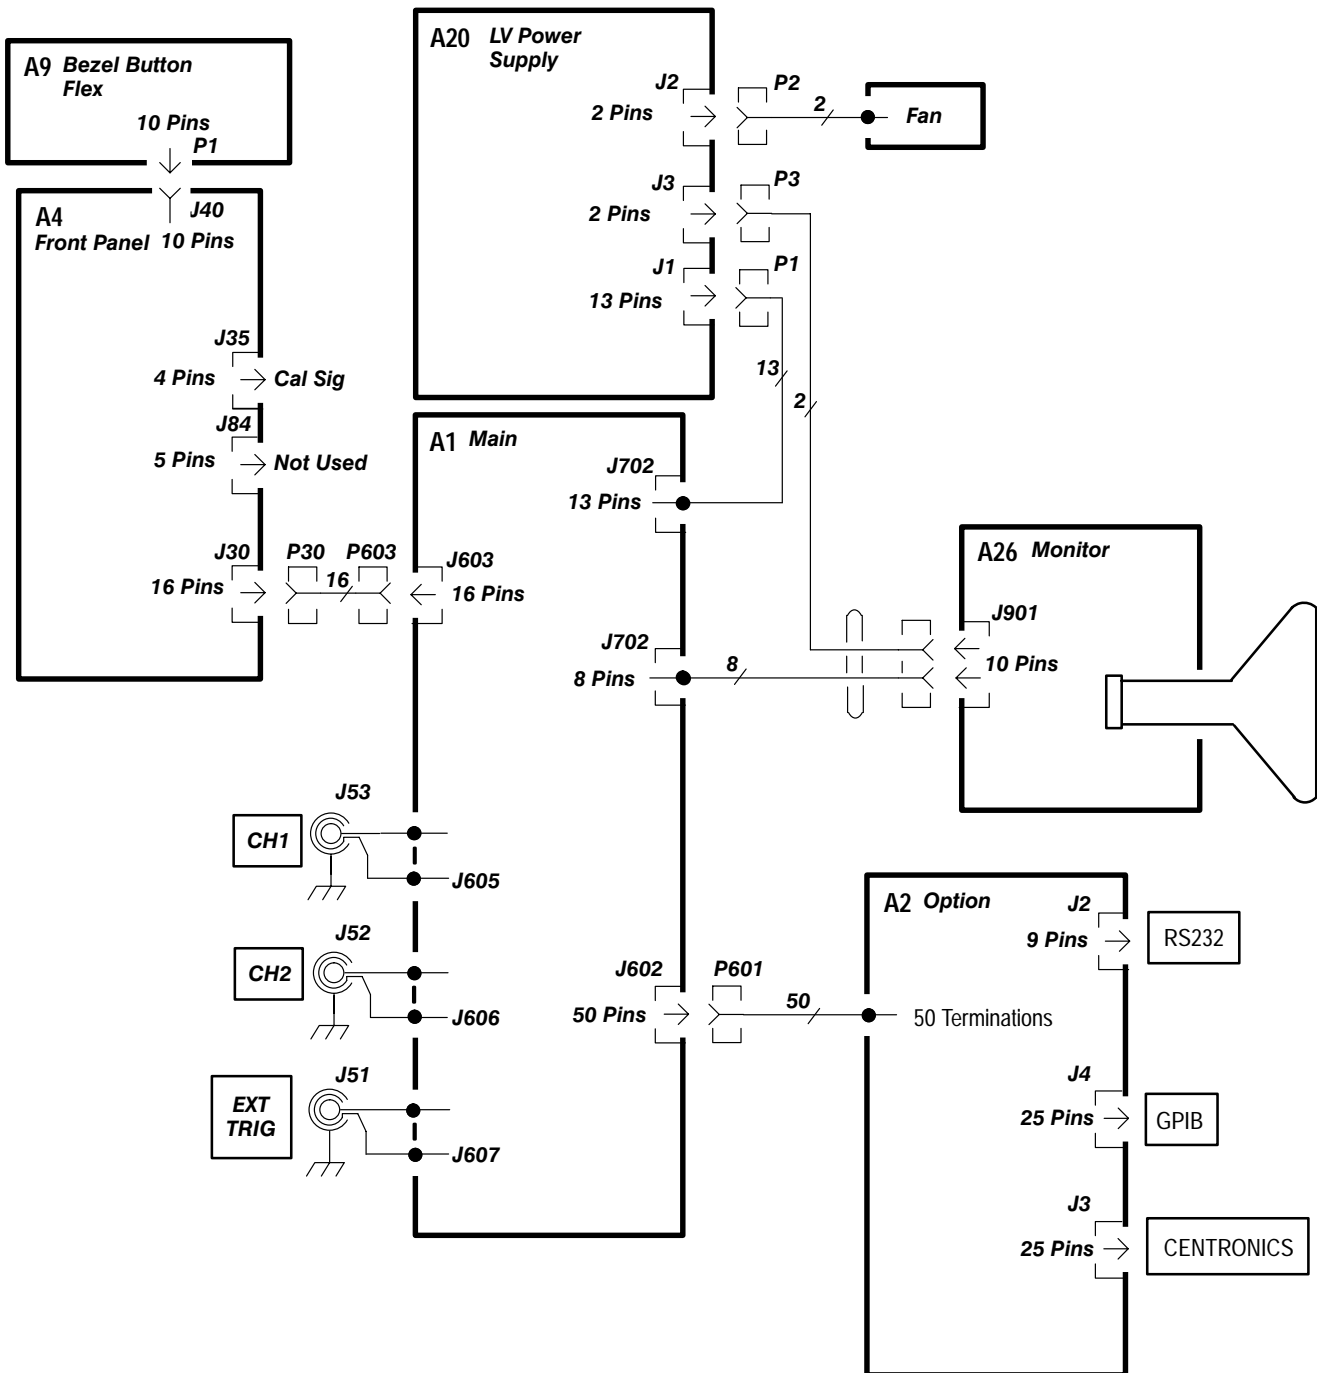 A9 Bezel Button
Flex
10 Pins
P1
A4
Front Panel
J40
10 Pins
J35
4 Pins
Cal Sig
J84
5 Pins
Not Used
J30
16 Pins
P30
16
P603
J603
16 Pins
A20 LV Power
Supply
J2
2 Pins
P2
2
Fan
J3
2 Pins
P3
J1
13 Pins
P1
13
2
A1 Main
J702
13 Pins
J702
8 Pins
8
A26 Monitor
J901
10 Pins
CH1
J53
J605
CH2
J52
J606
EXT
TRIG
J51
J607
J602
50 Pins
P601
50
A2 Option
50 Terminations
J2
9 Pins
RS232
J4
25 Pins
GPIB
J3
25 Pins
CENTRONICS